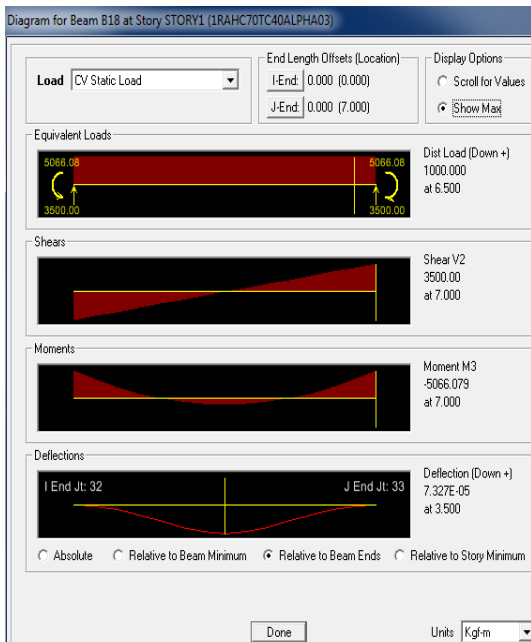 Diagram for Beam B18 at Story STORY1 (1RAHC70TC40ALPHA03)
Load CV Static Load
End Length Offsets (Location)
I-End: 0.000 (0.000)
J-End: 0.000 (7.000)
Display Options
Scroll for Values
Show Max
Equivalent Loads
5066.08 5066.08
3500.00 3500.00
Dist Load (Down +)
1000.000
at 6.500
Shears
Shear V2
3500.00
at 7.000
Moments
Moment M3
-5066.079
at 7.000
Deflections
I End Jt: 32 J End Jt: 33
Deflection (Down +)
7.327E-05
at 3.500
Absolute Relative to Beam Minimum Relative to Beam Ends Relative to Story Minimum
Done
Units Kgf-m